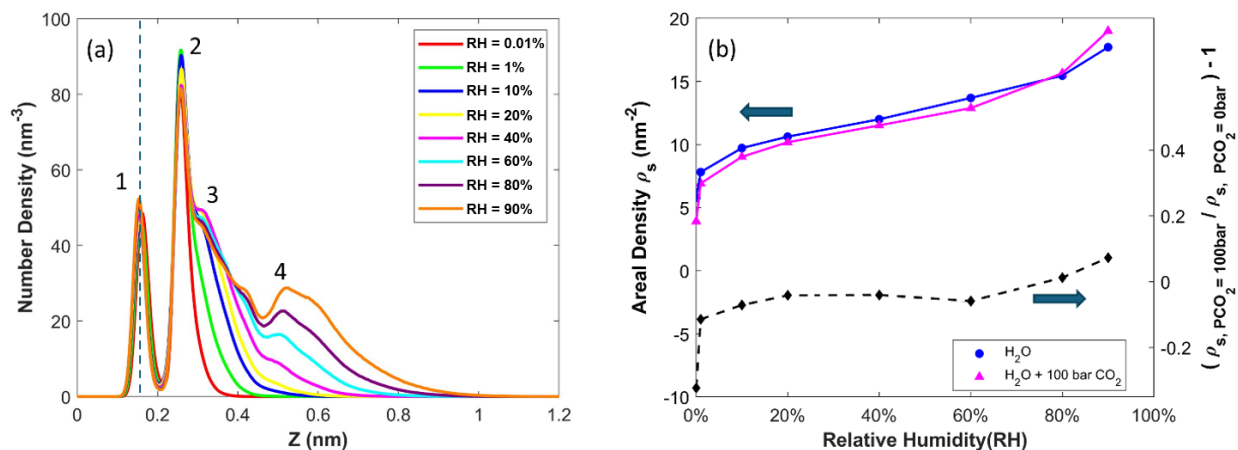 (a)
100
80
60
40
20
0
Number Density (nm-3)
0
0.2
0.4
0.6
0.8
1
1.2
Z (nm)
1
2
3
4
RH = 0.01%
RH = 1%
RH = 10%
RH = 20%
RH = 40%
RH = 60%
RH = 80%
RH = 90%
(b)
20
15
10
5
0
-5
-10
Areal Density ρs (nm-2)
0%
20%
40%
60%
80%
100%
Relative Humidity(RH)
0.4
0.2
0
-0.2
(ρs, PCO2 = 100bar / ρs, PCO2 = 0bar) - 1
H2O
H2O + 100 bar CO2